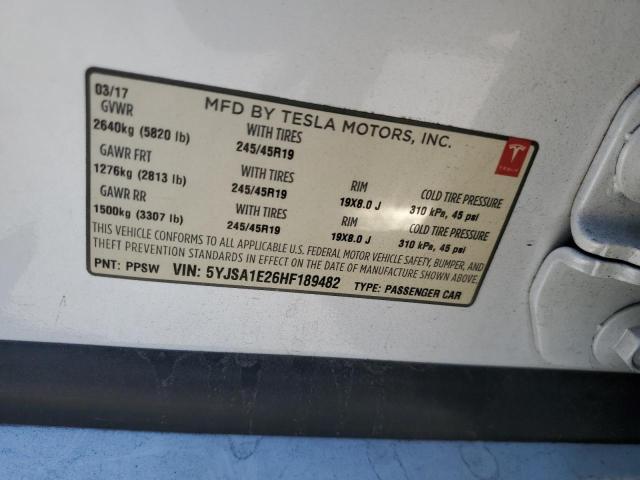 03/17
MFD BY TESLA MOTORS, INC.
GVWR
2640kg (5820 lb) WITH TIRES 245/45R19
GAWR FRT
1276kg (2813 lb) WITH TIRES 245/45R19 RIM 19X8.0 J COLD TIRE PRESSURE 310 kPa, 45 psi
GAWR RR
1500kg (3307 lb) WITH TIRES 245/45R19 RIM 19X8.0 J COLD TIRE PRESSURE 310 kPa, 45 psi
THIS VEHICLE CONFORMS TO ALL APPLICABLE U.S. FEDERAL MOTOR VEHICLE SAFETY, BUMPER, AND
THEFT PREVENTION STANDARDS IN EFFECT ON THE DATE OF MANUFACTURE SHOWN ABOVE.
PNT: PPSW VIN: 5YJSA1E26HF189482 TYPE: PASSENGER CAR
TESLA